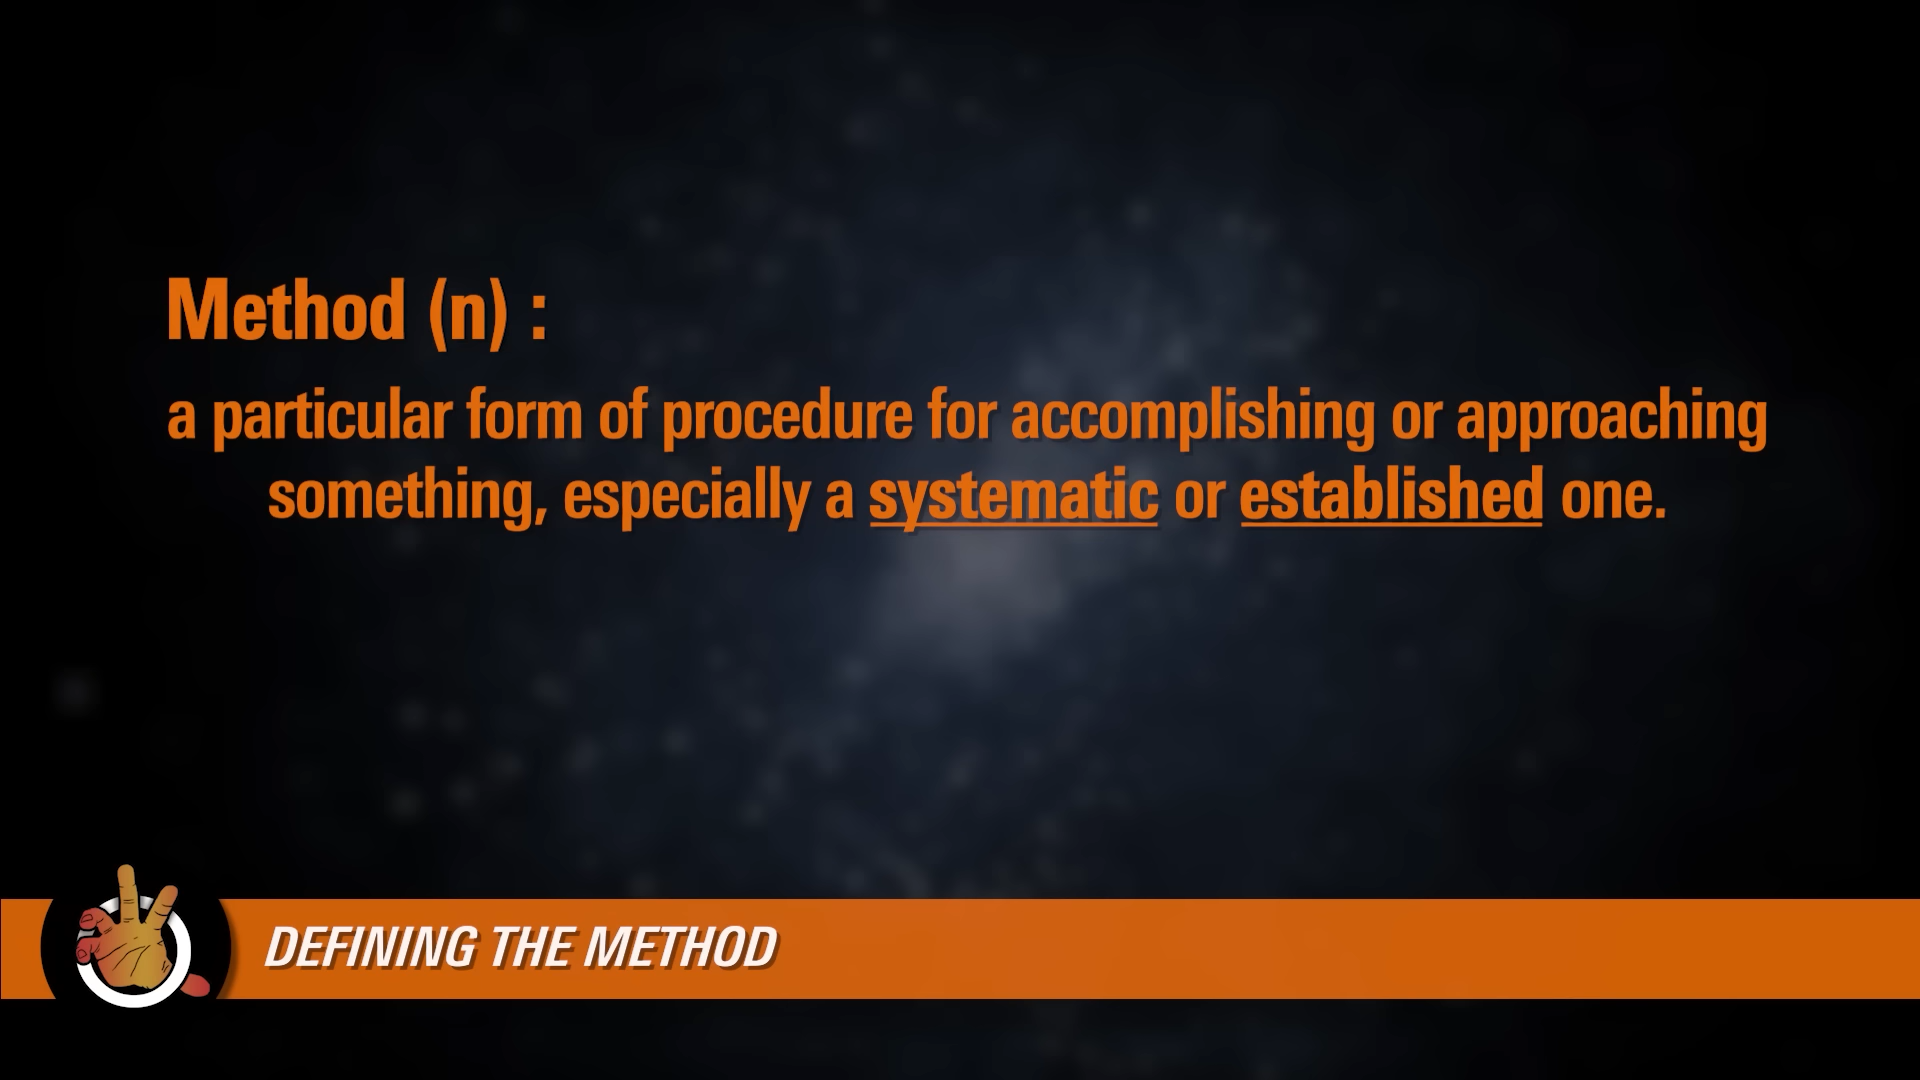 Method (n) :
a particular form of procedure for accomplishing or approaching
something, especially a systematic or established one.
DEFINING THE METHOD